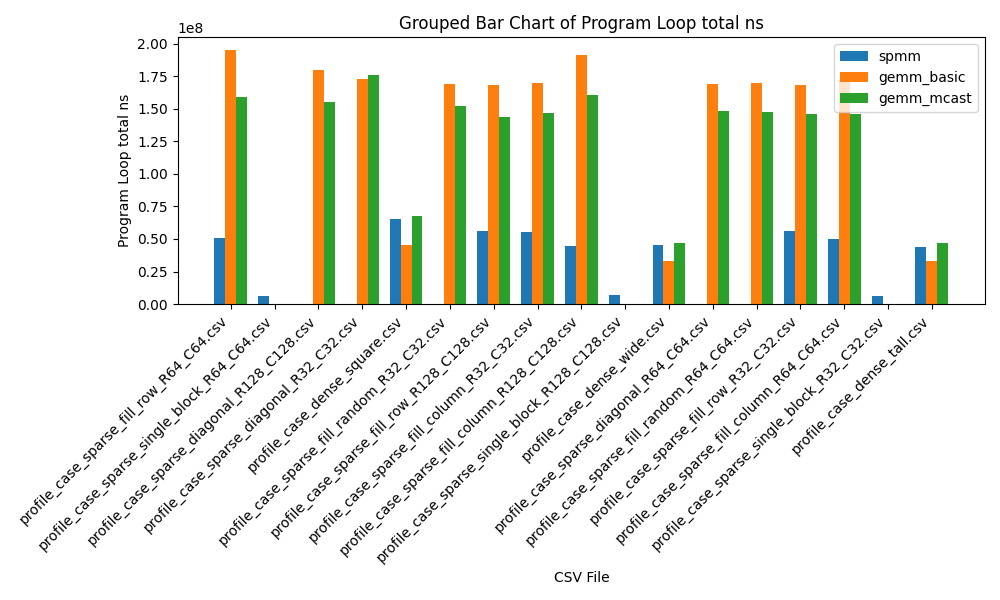 Grouped Bar Chart of Program Loop total ns
1e8
2.00
1.75
1.50
1.25
1.00
0.75
0.50
0.25
0.00
Program Loop total ns
spmm
gemm_basic
gemm_mcast
profile_case_sparse_fill_row_R64_C64.csv
profile_case_sparse_single_block_R64_C64.csv
profile_case_sparse_diagonal_R128_C128.csv
profile_case_sparse_diagonal_R32_C32.csv
profile_case_dense_square.csv
profile_case_sparse_fill_random_R32_C32.csv
profile_case_sparse_fill_row_R128_C128.csv
profile_case_sparse_fill_column_R32_C32.csv
profile_case_sparse_fill_column_R128_C128.csv
profile_case_sparse_single_block_R128_C128.csv
profile_case_dense_wide.csv
profile_case_sparse_diagonal_R64_C64.csv
profile_case_sparse_fill_random_R64_C64.csv
profile_case_sparse_fill_row_R32_C32.csv
profile_case_sparse_fill_column_R64_C64.csv
profile_case_sparse_single_block_R32_C32.csv
profile_case_dense_tall.csv
CSV File